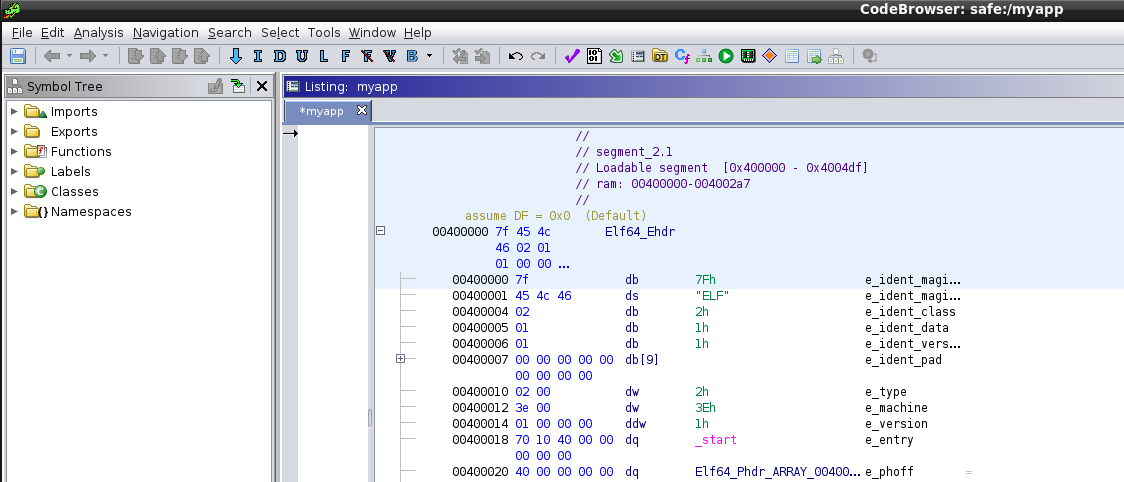 CodeBrowser: safe:/myapp
File Edit Analysis Navigation Search Select Tools Window Help
I D U L F B
Symbol Tree
Listing: myapp
*myapp
Imports
Exports
Functions
Labels
Classes
Namespaces
//
// segment_2.1
// Loadable segment [0x400000 - 0x4004df]
// ram: 00400000-004002a7
//
assume DF = 0x0 (Default)
00400000 7f 45 4c Elf64_Ehdr
46 02 01
01 00 00 ...
00400000 7f db 7Fh e_ident_magi...
00400001 45 4c 46 ds "ELF" e_ident_magi...
00400004 02 db 2h e_ident_class
00400005 01 db 1h e_ident_data
00400006 01 db 1h e_ident_vers...
00400007 00 00 00 00 00 db[9] e_ident_pad
00 00 00 00
00400010 02 00 dw 2h e_type
00400012 3e 00 dw 3Eh e_machine
00400014 01 00 00 00 ddw 1h e_version
00400018 70 10 40 00 00 dq _start e_entry
00 00 00
00400020 40 00 00 00 00 dq Elf64_Phdr_ARRAY_00400... e_phoff =